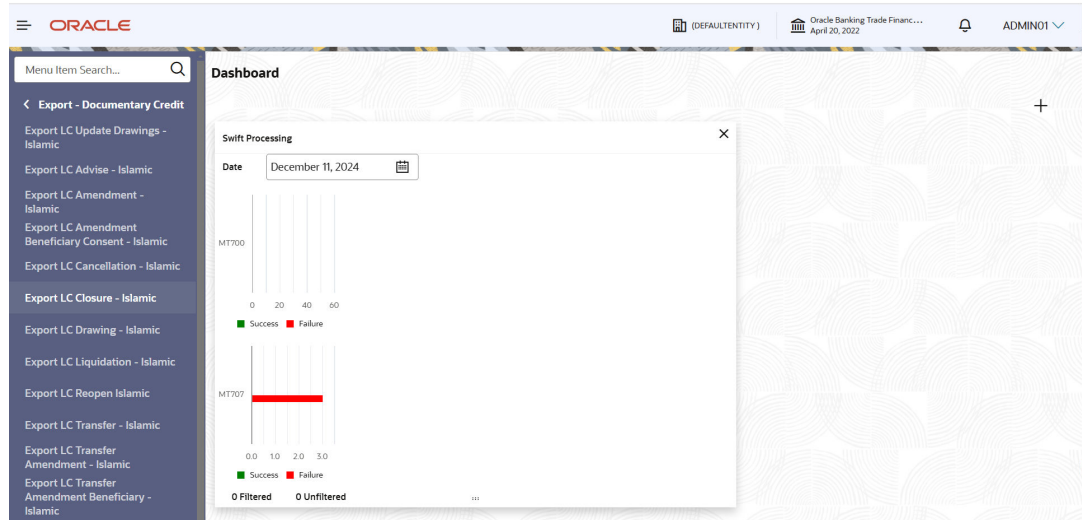 ORACLE
(DEFAULTENTITY )
Oracle Banking Trade Financ...
April 20, 2022
ADMIN01
Menu Item Search...
Export - Documentary Credit
Export LC Update Drawings -
Islamic
Export LC Advise - Islamic
Export LC Amendment -
Islamic
Export LC Amendment
Beneficiary Consent - Islamic
Export LC Cancellation - Islamic
Export LC Closure - Islamic
Export LC Drawing - Islamic
Export LC Liquidation - Islamic
Export LC Reopen Islamic
Export LC Transfer - Islamic
Export LC Transfer
Amendment - Islamic
Export LC Transfer
Amendment Beneficiary -
Islamic
Dashboard
Swift Processing
Date December 11, 2024
MT700
0 20 40 60
Success Failure
MT707
0.0 1.0 2.0 3.0
Success Failure
0 Filtered 0 Unfiltered